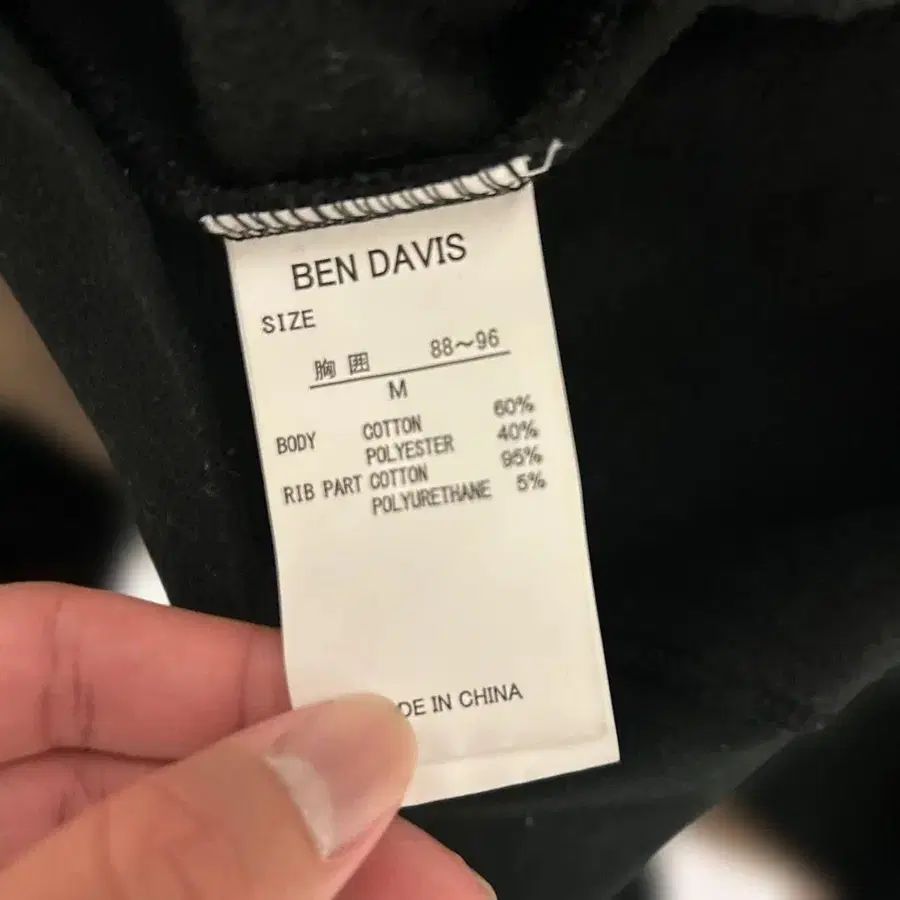 BEN DAVIS
SIZE
胸囲 88～96
M
BODY COTTON 60%
POLYESTER 40%
RIB PART COTTON 95%
POLYURETHANE 5%
DE IN CHINA